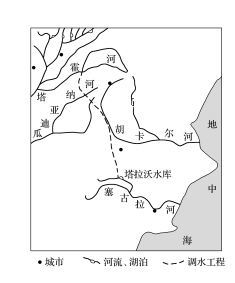 霍河
塔纳河
亚
迪
瓜
胡卡尔河
塔拉沃水库
塞古拉河
地中海
城市 河流、湖泊 调水工程